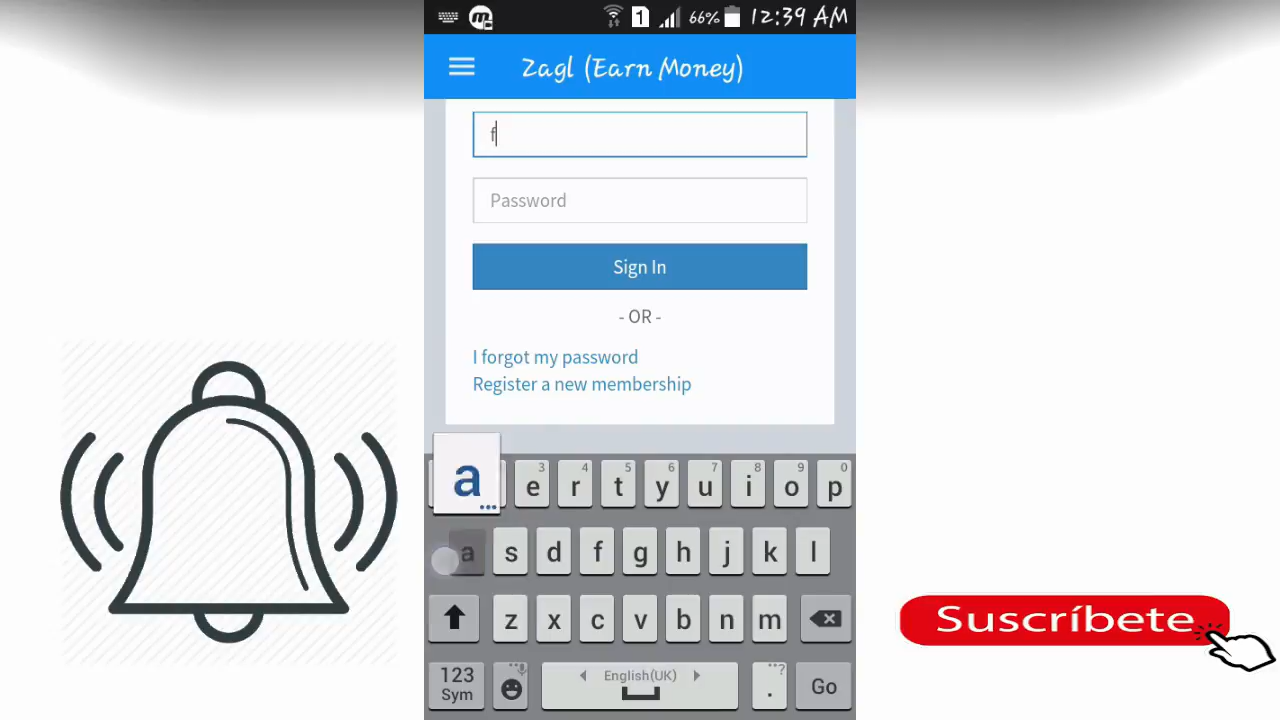 1 66% 12:39 AM
Zagl (Earn Money)
f
Password
Sign In
- OR -
I forgot my password
Register a new membership
a ...
3 4 5 6 7 8 9 0
e r t y u i o p
a s d f g h j k l
z x c v b n m
123
Sym
English(UK)
. ?
Go
Suscríbete